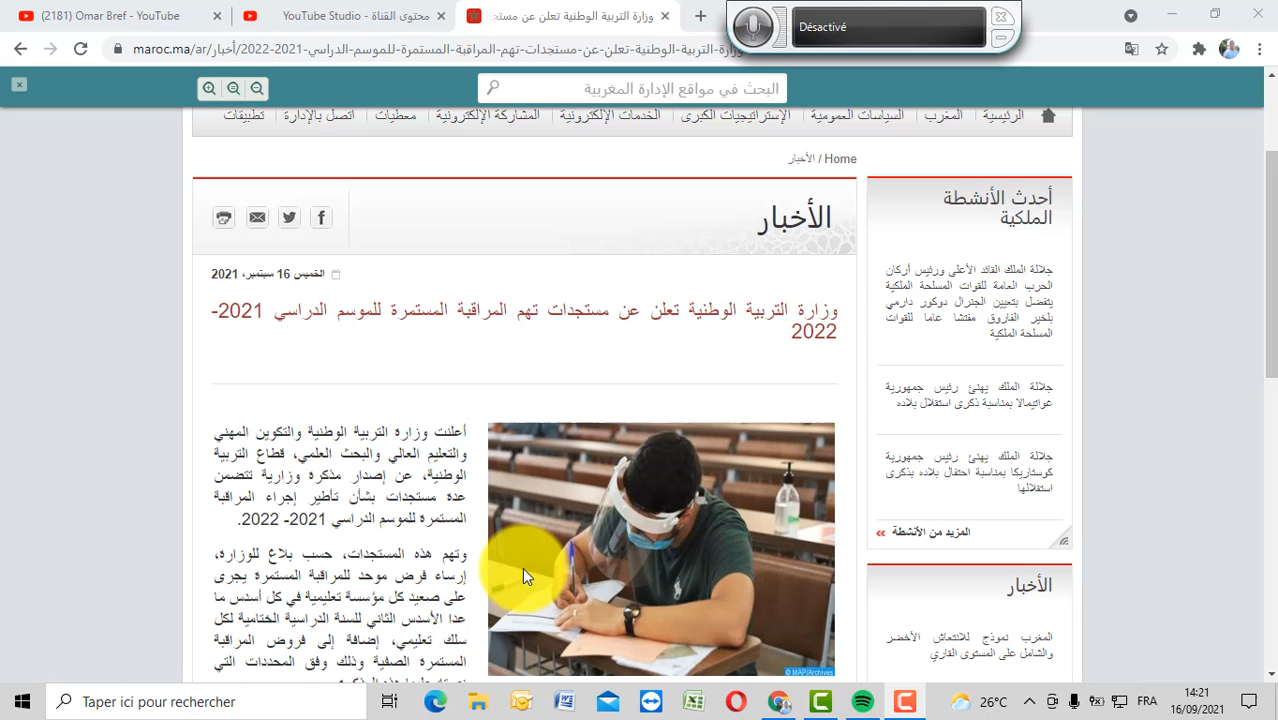 (2181) Star Bref - YouTube
YouTube Studio - محتوى القناة
وزارة التربية الوطنية تعلن عن مستجد
Désactivé
maroc.ma/ar/أخبار/وزارة-التربية-الوطنية-تعلن-عن-مستجدات-تهم-المراقبة-المستمرة-للموسم-الدراسي-2021-2022
البحث في مواقع الإدارة المغربية
الرئيسية
المغرب
السياسات العمومية
الإستراتيجيات الكبرى
الخدمات الإلكترونية
المشاركة الإلكترونية
معطيات
اتصل بالإدارة
تطبيقات
Home / الأخبار
الأخبار
الخميس 16 سبتمبر، 2021
وزارة التربية الوطنية تعلن عن مستجدات تهم المراقبة المستمرة للموسم الدراسي 2021-
2022
أعلنت وزارة التربية الوطنية والتكوين المهني
والتعليم العالي والبحث العلمي، قطاع التربية
الوطنية، عن إصدار مذكرة وزارية تتضمن
عدة مستجدات بشأن تأطير إجراء المراقبة
المستمرة للموسم الدراسي 2021- 2022.
وتهم هذه المستجدات، حسب بلاغ للوزارة،
إرساء فرض موحد للمراقبة المستمرة يجرى
على صعيد كل مؤسسة تعليمية في كل أسدس ما
عدا الأسدس الثاني للسنة الدراسية الختامية لكل
سلك تعليمي، إضافة إلى فروض المراقبة
المستمرة الصفية وذلك وفق المحددات التي
© MAP/Archives
أحدث الأنشطة
الملكية
جلالة الملك القائد الأعلى ورئيس أركان
الحرب العامة للقوات المسلحة الملكية
يتفضل بتعيين الجنرال دوكور دارمي
بلخير الفاروق مفتشا عاما للقوات
المسلحة الملكية
جلالة الملك يهنئ رئيس جمهورية
غواتيمالا بمناسبة ذكرى استقلال بلاده
جلالة الملك يهنئ رئيس جمهورية
كوستاريكا بمناسبة احتفال بلاده بذكرى
استقلالها
المزيد من الأنشطة
الأخبار
المغرب نموذج للانتعاش الأخضر
والشامل على المستوى القاري
Taper ici pour rechercher
26°C
FRA
14:21
16/09/2021